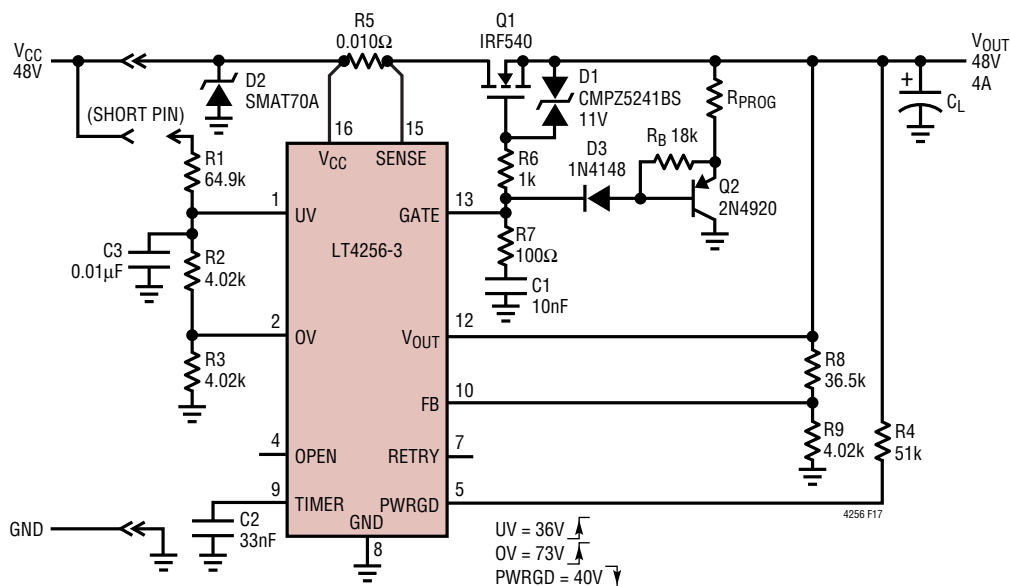 V_CC
48V
R5
0.010Ω
Q1
IRF540
V_OUT
48V
4A
D2
SMAT70A
D1
CMPZ5241BS
11V
R_PROG
+
C_L
(SHORT PIN)
16
15
V_CC
SENSE
R1
64.9k
R6
1k
D3
1N4148
R_B 18k
Q2
2N4920
1
UV
GATE
13
LT4256-3
C3
0.01µF
R2
4.02k
R7
100Ω
C1
10nF
2
OV
V_OUT
12
R3
4.02k
R8
36.5k
FB
10
R9
4.02k
R4
51k
4
OPEN
RETRY
7
9
TIMER
PWRGD
5
GND
8
C2
33nF
GND
UV = 36V
OV = 73V
PWRGD = 40V
4256 F17